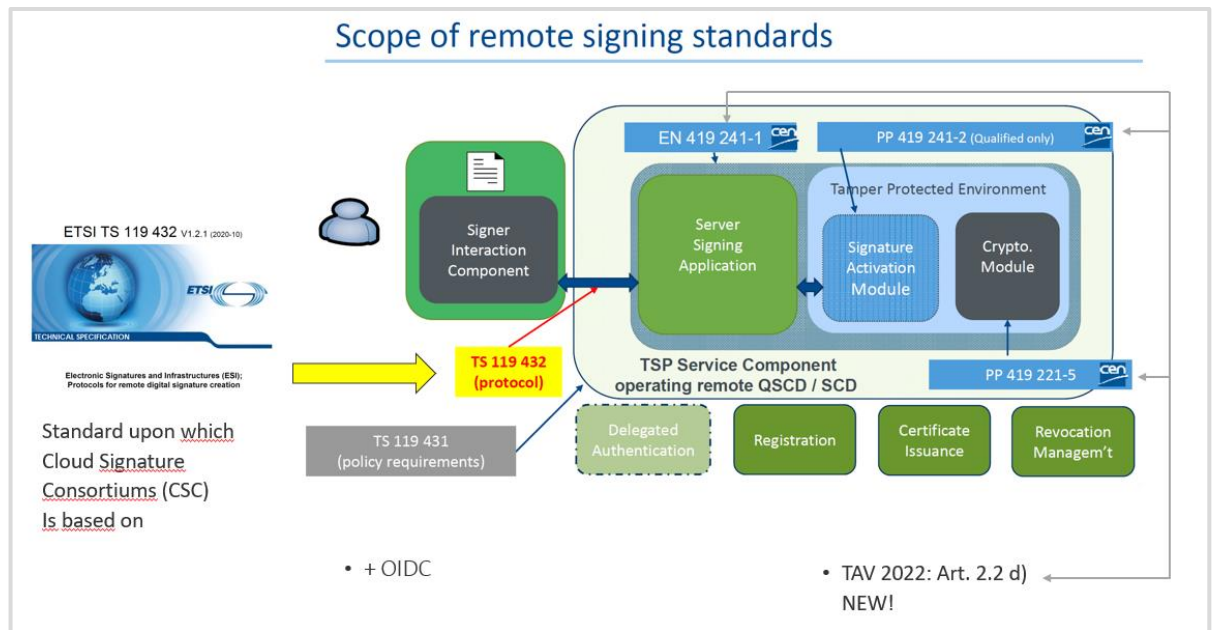 Scope of remote signing standards
EN 419 241-1
cen
PP 419 241-2 (Qualified only)
cen
Tamper Protected Environment
Signer
Interaction
Component
Server
Signing
Application
Signature
Activation
Module
Crypto.
Module
ETSI TS 119 432 V1.2.1 (2020-10)
ETSI
TECHNICAL SPECIFICATION
Electronic Signatures and Infrastructures (ESI);
Protocols for remote digital signature creation
TS 119 432
(protocol)
TSP Service Component
operating remote QSCD / SCD
PP 419 221-5
cen
Standard upon which
Cloud Signature
Consortiums (CSC)
Is based on
TS 119 431
(policy requirements)
Delegated
Authentication
Registration
Certificate
Issuance
Revocation
Managem't
• + OIDC
• TAV 2022: Art. 2.2 d)
NEW!